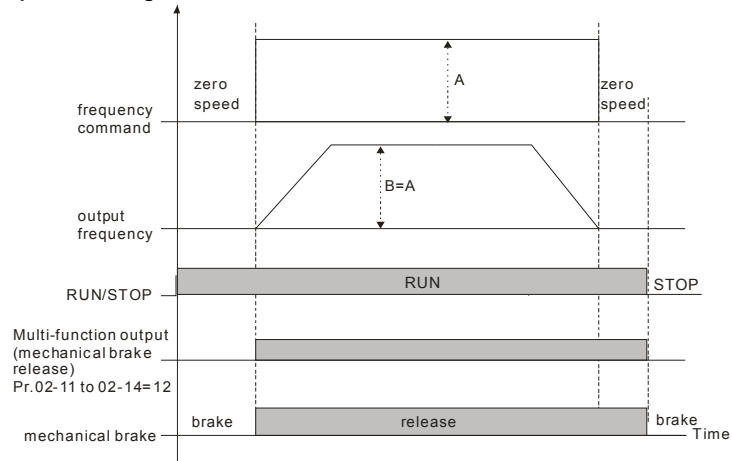 zero
speed
A
zero
speed
frequency
command
B=A
output
frequency
RUN
RUN/STOP
STOP
Multi-function output
(mechanical brake
release)
Pr.02-11 to 02-14=12
brake
release
brake
mechanical brake
Time